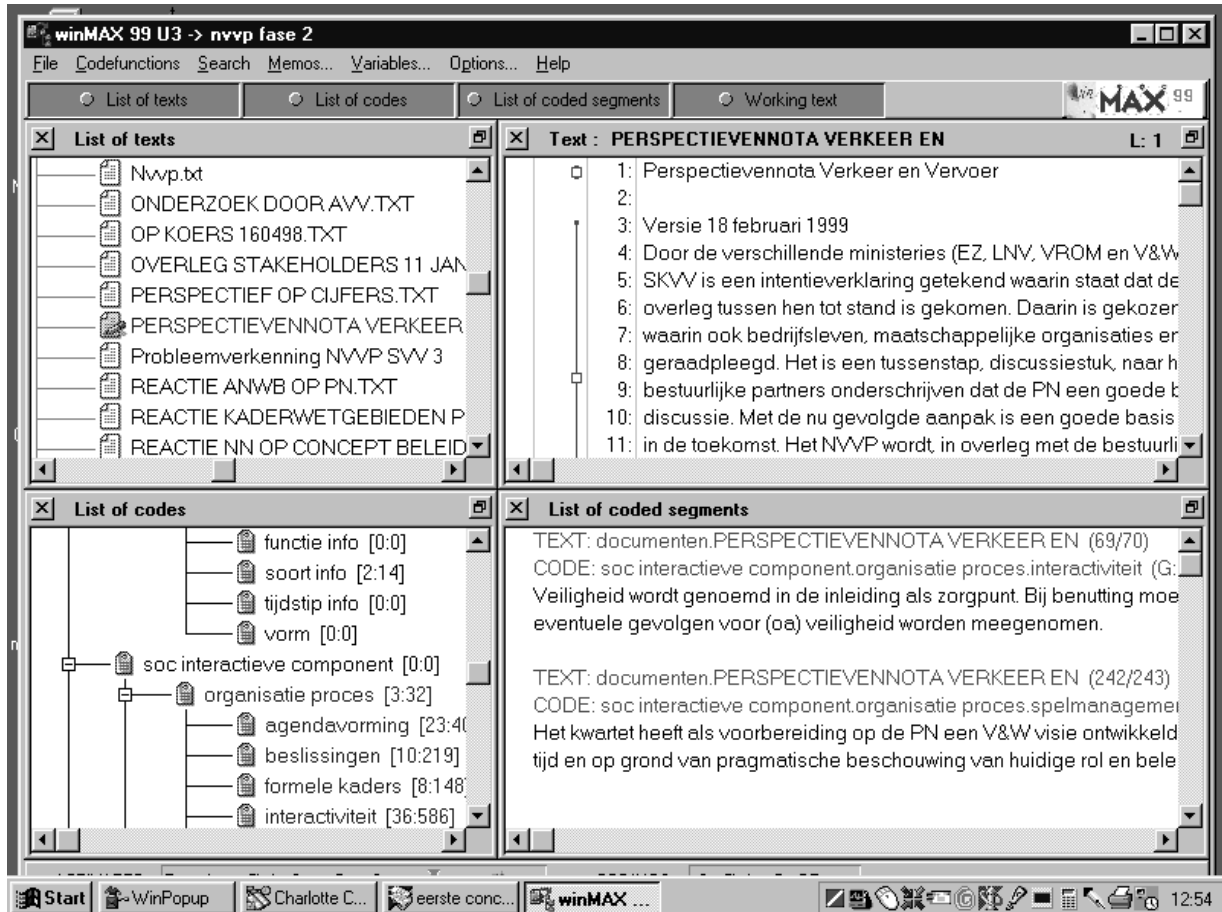 winMAX 99 U3 -> nvvp fase 2
File Codefunctions Search Memos... Variables... Options... Help
List of texts List of codes List of coded segments Working text win MAX 99
List of texts
Nvvp.txt
ONDERZOEK DOOR AVV.TXT
OP KOERS 160498.TXT
OVERLEG STAKEHOLDERS 11 JAN
PERSPECTIEF OP CIJFERS.TXT
PERSPECTIEVENNOTA VERKEER
Probleemverkenning NVVP SVV 3
REACTIE ANWB OP PN.TXT
REACTIE KADERWETGEBIEDEN P
REACTIE NN OP CONCEPT BELEID
Text : PERSPECTIEVENNOTA VERKEER EN L: 1
1: Perspectievennota Verkeer en Vervoer
2:
3: Versie 18 februari 1999
4: Door de verschillende ministeries (EZ, LNV, VROM en V&W
5: SKVV is een intentieverklaring getekend waarin staat dat de
6: overleg tussen hen tot stand is gekomen. Daarin is gekozen
7: waarin ook bedrijfsleven, maatschappelijke organisaties en
8: geraadpleegd. Het is een tussenstap, discussiestuk, naar h
9: bestuurlijke partners onderschrijven dat de PN een goede b
10: discussie. Met de nu gevolgde aanpak is een goede basis
11: in de toekomst. Het NVVP wordt, in overleg met de bestuurli
List of codes
functie info [0:0]
soort info [2:14]
tijdstip info [0:0]
vorm [0:0]
soc interactieve component [0:0]
organisatie proces [3:32]
agendavorming [23:40
beslissingen [10:219]
formele kaders [8:148]
interactiviteit [36:586]
List of coded segments
TEXT: documenten.PERSPECTIEVENNOTA VERKEER EN (69/70)
CODE: soc interactieve component.organisatie proces.interactiviteit (G:
Veiligheid wordt genoemd in de inleiding als zorgpunt. Bij benutting moe
eventuele gevolgen voor (oa) veiligheid worden meegenomen.
TEXT: documenten.PERSPECTIEVENNOTA VERKEER EN (242/243)
CODE: soc interactieve component.organisatie proces.spelmanagemer
Het kwartet heeft als voorbereiding op de PN een V&W visie ontwikkeld
tijd en op grond van pragmatische beschouwing van huidige rol en bele
Start WinPopup Charlotte C... eerste conc... winMAX ... 12:54